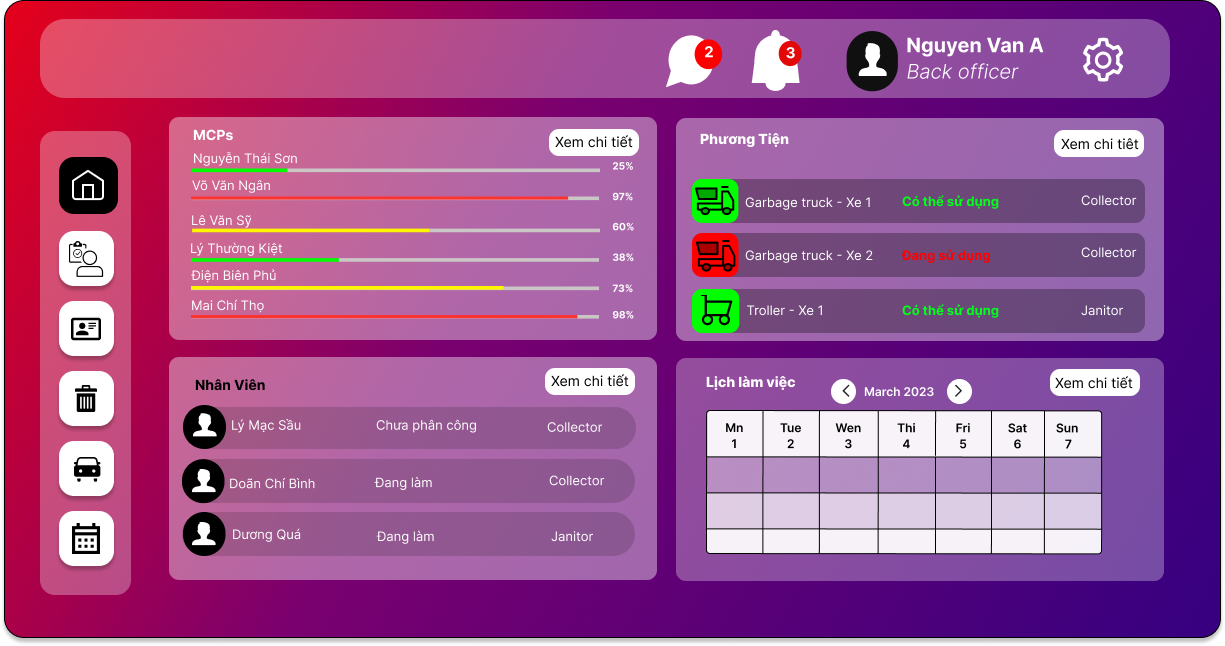 2
3
Nguyen Van A
Back officer
MCPs
Xem chi tiết
Nguyễn Thái Sơn
25%
Võ Văn Ngân
97%
Lê Văn Sỹ
60%
Lý Thường Kiệt
38%
Điện Biên Phủ
73%
Mai Chí Thọ
98%
Phương Tiện
Xem chi tiêt
Garbage truck - Xe 1 Có thể sử dụng Collector
Garbage truck - Xe 2 Đang sử dụng Collector
Troller - Xe 1 Có thể sử dụng Janitor
Nhân Viên
Xem chi tiết
Lý Mạc Sầu Chưa phân công Collector
Doãn Chí Bình Đang làm Collector
Dương Quá Đang làm Janitor
Lịch làm việc
March 2023
Xem chi tiết
Mn Tue Wen Thi Fri Sat Sun
1 2 3 4 5 6 7